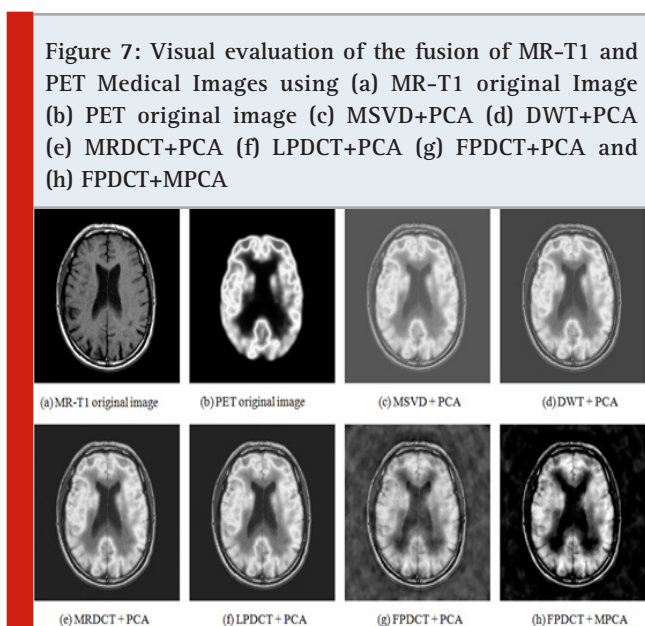 Figure 7: Visual evaluation of the fusion of MR-T1 and
PET Medical Images using (a) MR-T1 original Image
(b) PET original image (c) MSVD+PCA (d) DWT+PCA
(e) MRDCT+PCA (f) LPDCT+PCA (g) FPDCT+PCA and
(h) FPDCT+MPCA
(a) MR-T1 original image (b) PET original image (c) MSVD + PCA (d) DWT + PCA
(e) MRDCT + PCA (f) LPDCT + PCA (g) FPDCT + PCA (h) FPDCT + MPCA